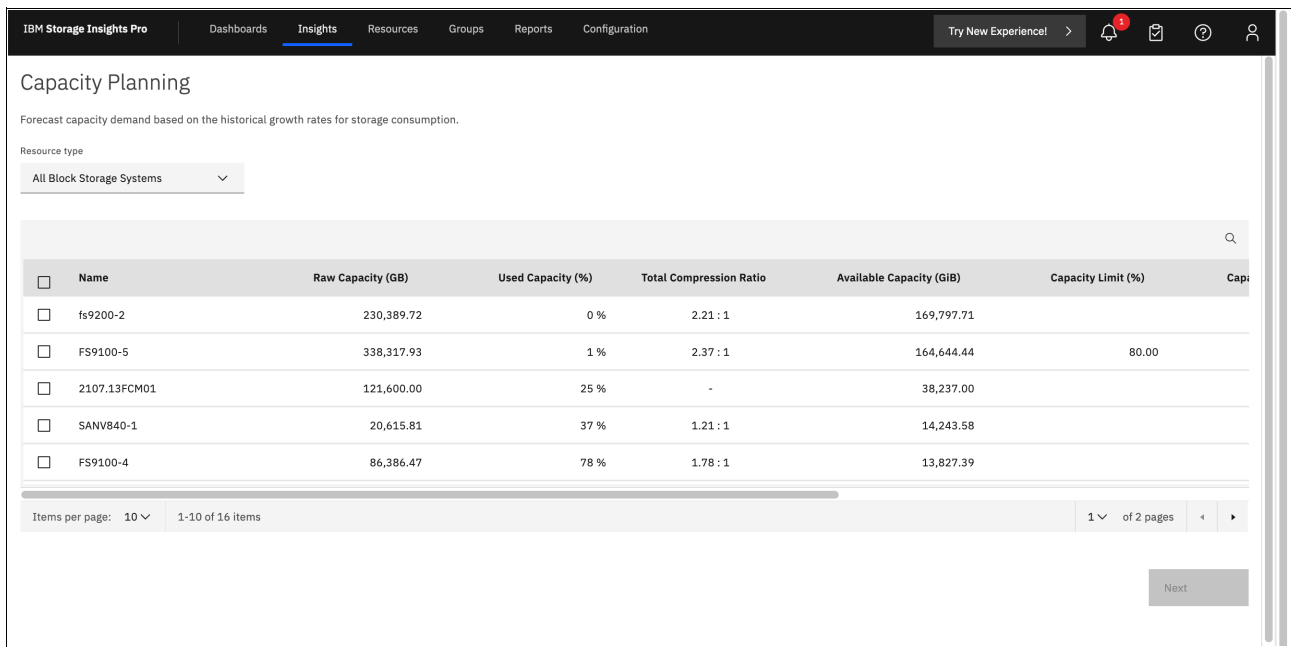 IBM Storage Insights Pro Dashboards Insights Resources Groups Reports Configuration Try New Experience! 1
Capacity Planning
Forecast capacity demand based on the historical growth rates for storage consumption.
Resource type
All Block Storage Systems
Name Raw Capacity (GB) Used Capacity (%) Total Compression Ratio Available Capacity (GiB) Capacity Limit (%) Capa
fs9200-2 230,389.72 0 % 2.21 : 1 169,797.71
FS9100-5 338,317.93 1 % 2.37 : 1 164,644.44 80.00
2107.13FCM01 121,600.00 25 % - 38,237.00
SANV840-1 20,615.81 37 % 1.21 : 1 14,243.58
FS9100-4 86,386.47 78 % 1.78 : 1 13,827.39
Items per page: 10 1-10 of 16 items 1 of 2 pages
Next